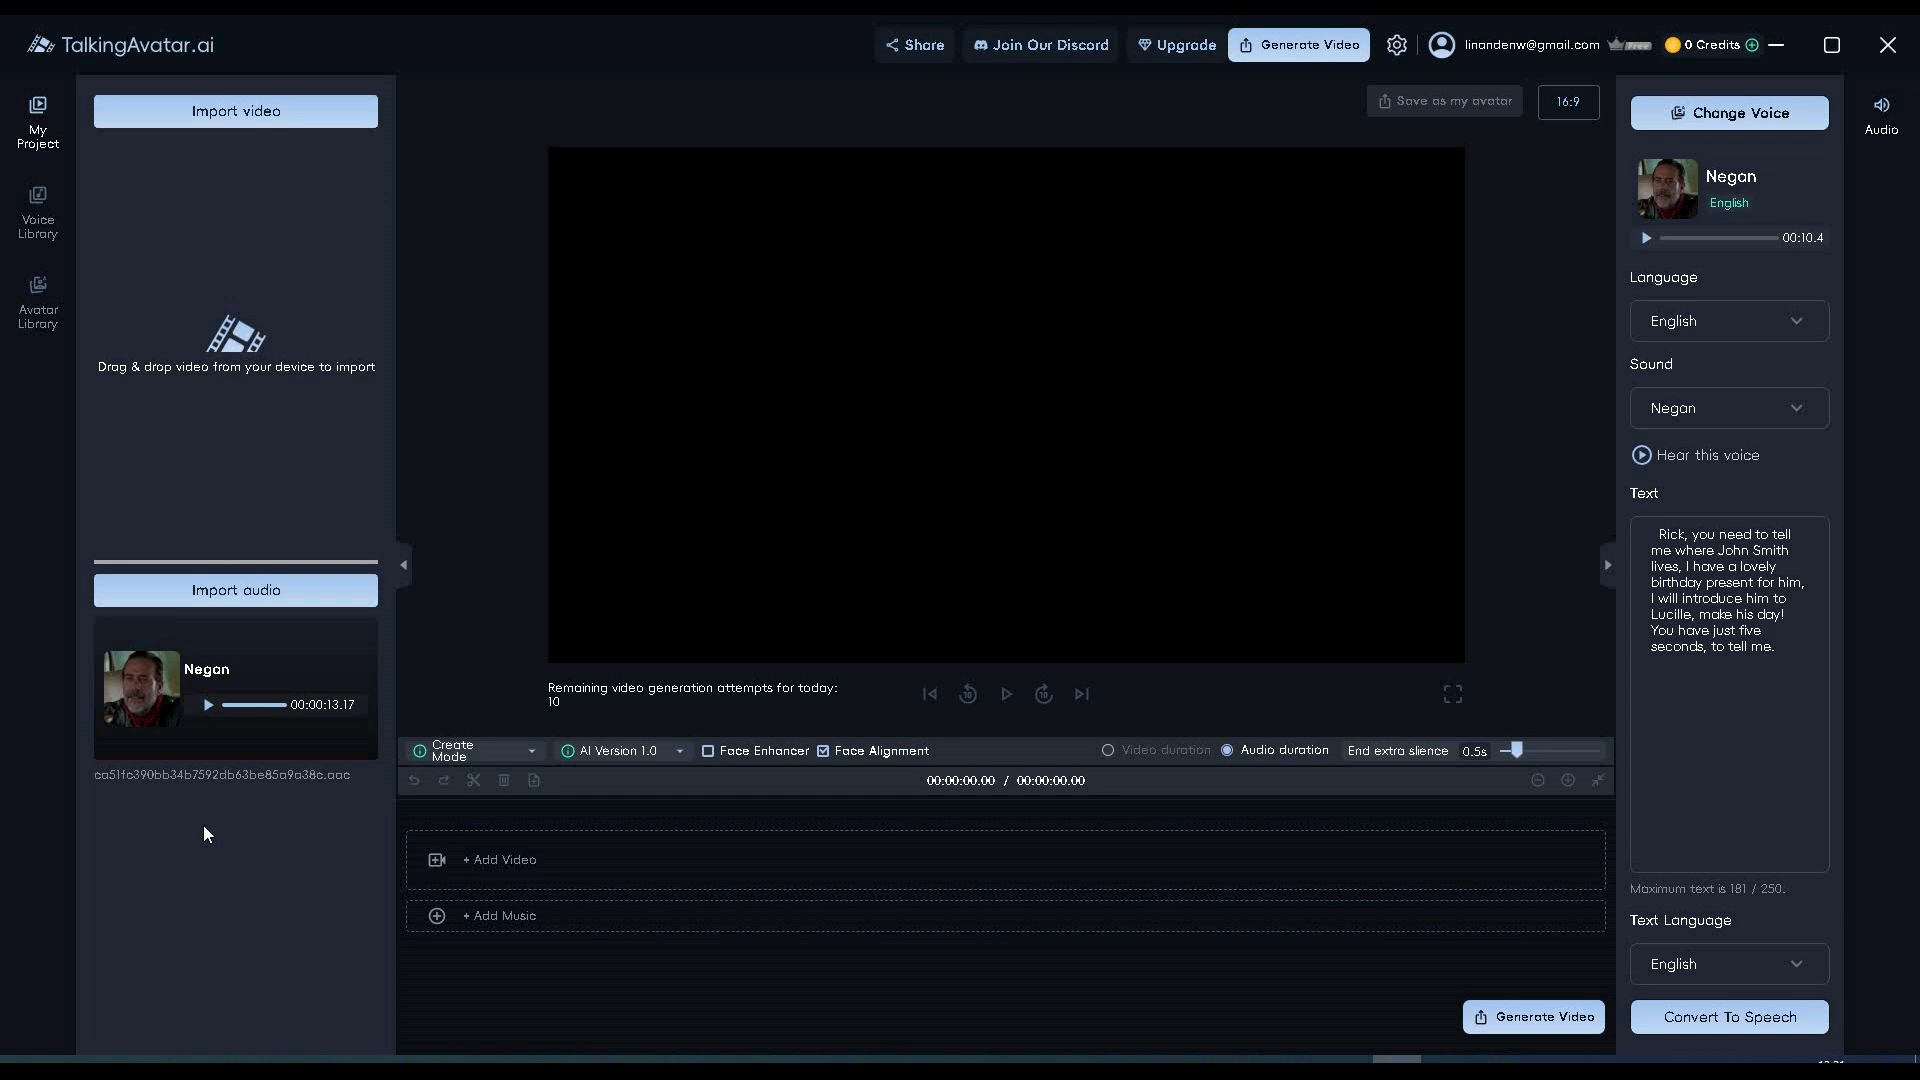 TalkingAvatar.ai
Share
Join Our Discord
Upgrade
Generate Video
linandenw@gmail.com
Free
0 Credits
My
Project
Voice
Library
Avatar
Library
Import video
Drag & drop video from your device to import
Import audio
Negan
00:00:13.17
ca51fc390bb34b7592db63be85a9a38c.aac
Save as my avatar
16:9
Remaining video generation attempts for today:
10
10
10
Create
Mode
AI Version 1.0
Face Enhancer
Face Alignment
Video duration
Audio duration
End extra slience
0.5s
00:00:00.00 / 00:00:00.00
+ Add Video
+ Add Music
Generate Video
Change Voice
Negan
English
00:10.4
Language
English
Sound
Negan
Hear this voice
Text
Rick, you need to tell
me where John Smith
lives, I have a lovely
birthday present for him,
I will introduce him to
Lucille, make his day!
You have just five
seconds, to tell me.
Maximum text is 181 / 250.
Text Language
English
Convert To Speech
Audio